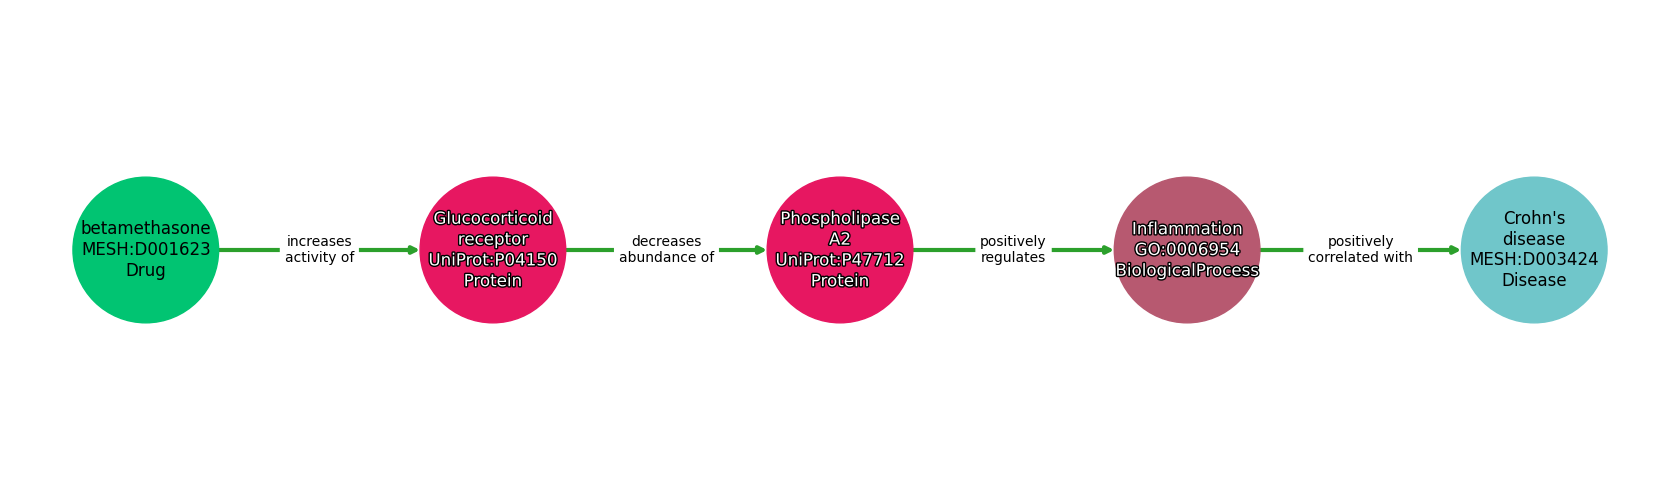 betamethasone
MESH:D001623
Drug
increases
activity of
Glucocorticoid
receptor
UniProt:P04150
Protein
decreases
abundance of
Phospholipase
A2
UniProt:P47712
Protein
positively
regulates
Inflammation
GO:0006954
BiologicalProcess
positively
correlated with
Crohn's
disease
MESH:D003424
Disease